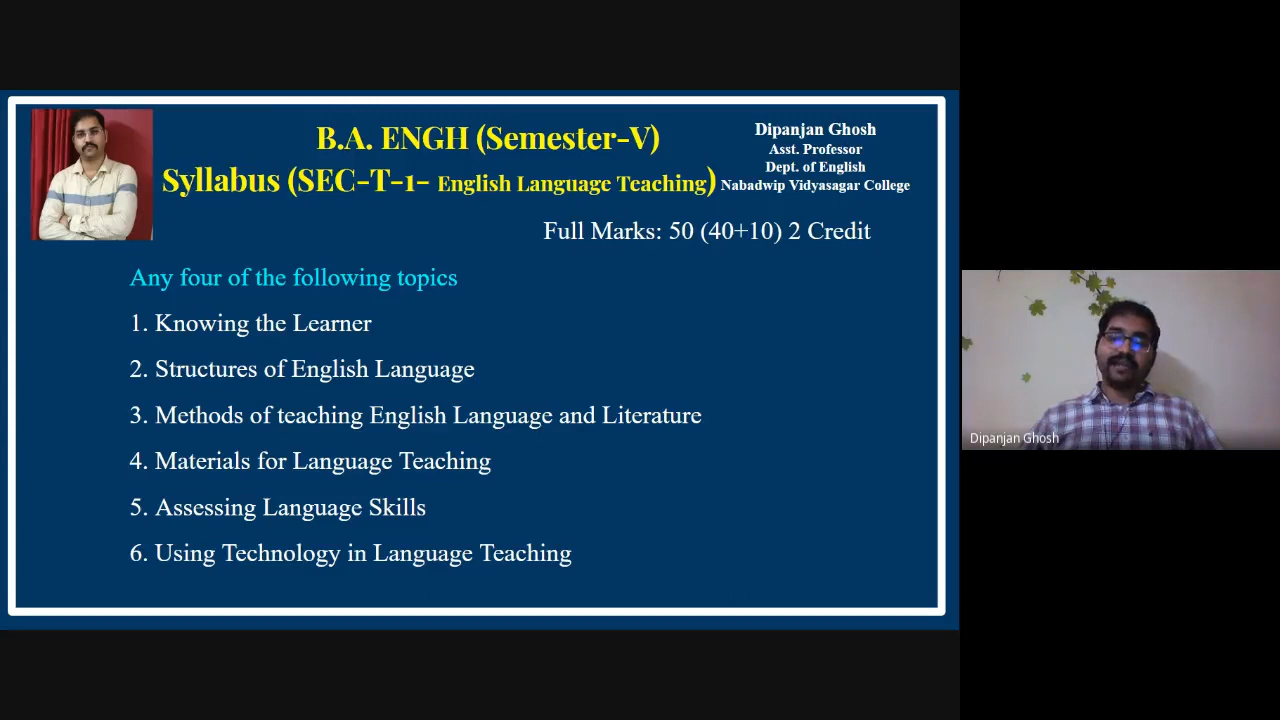 B.A. ENGH (Semester-V)
Syllabus (SEC-T-1- English Language Teaching)
Dipanjan Ghosh
Asst. Professor
Dept. of English
Nabadwip Vidyasagar College
Full Marks: 50 (40+10) 2 Credit
Any four of the following topics
1. Knowing the Learner
2. Structures of English Language
3. Methods of teaching English Language and Literature
4. Materials for Language Teaching
5. Assessing Language Skills
6. Using Technology in Language Teaching
Dipanjan Ghosh